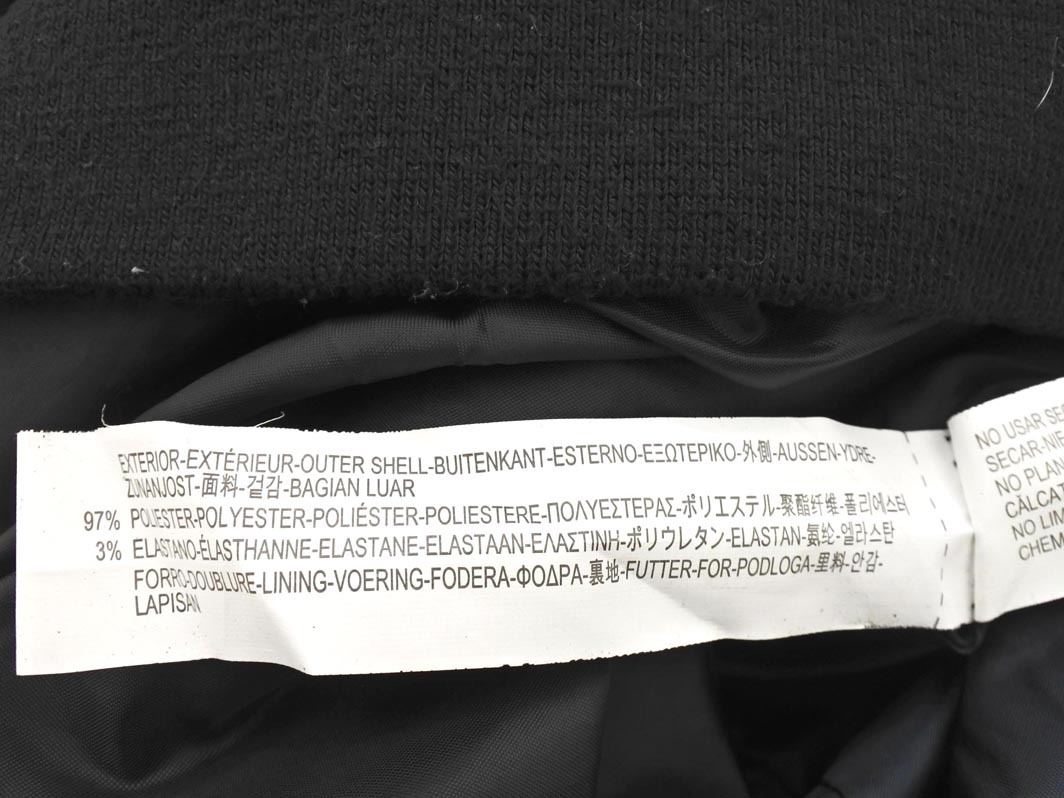 EXTERIOR-EXTÉRIEUR-OUTER SHELL-BUITENKANT-ESTERNO-ΕΞΩΤΕΡΙΚΟ-外側-AUSSEN-YDRE-
ZUNANJOST-面料-겉감-BAGIAN LUAR
97% POLIESTER-POLYESTER-POLIÉSTER-POLIESTERE-ΠΟΛΥΕΣΤΕΡΑΣ-ポリエステル-聚酯纤维-폴리에스터
3% ELASTANO-ÉLASTHANNE-ELASTANE-ELASTAAN-ΕΛΑΣΤΙΝΗ-ポリウレタン-ELASTAN-氨纶-엘라스탄
FORRO-DOUBLURE-LINING-VOERING-FODERA-ΦΟΔΡΑ-裏地-FUTTER-FOR-PODLOGA-里料-안감-
LAPISAN
NO USAR SE
SECAR-N
NO PLAN
CĂLCAT
NO LIM
CHEM